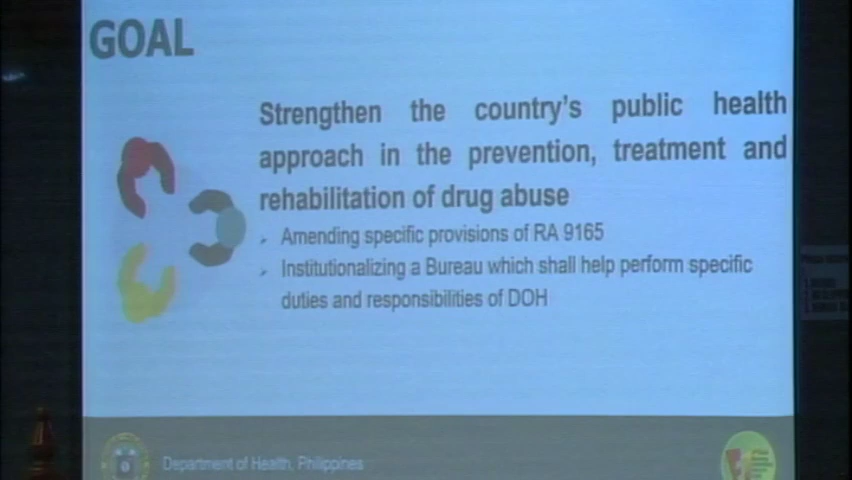 GOAL
Strengthen the country's public health
approach in the prevention, treatment and
rehabilitation of drug abuse
➢ Amending specific provisions of RA 9165
➢ Institutionalizing a Bureau which shall help perform specific
duties and responsibilities of DOH
Department of Health, Philippines